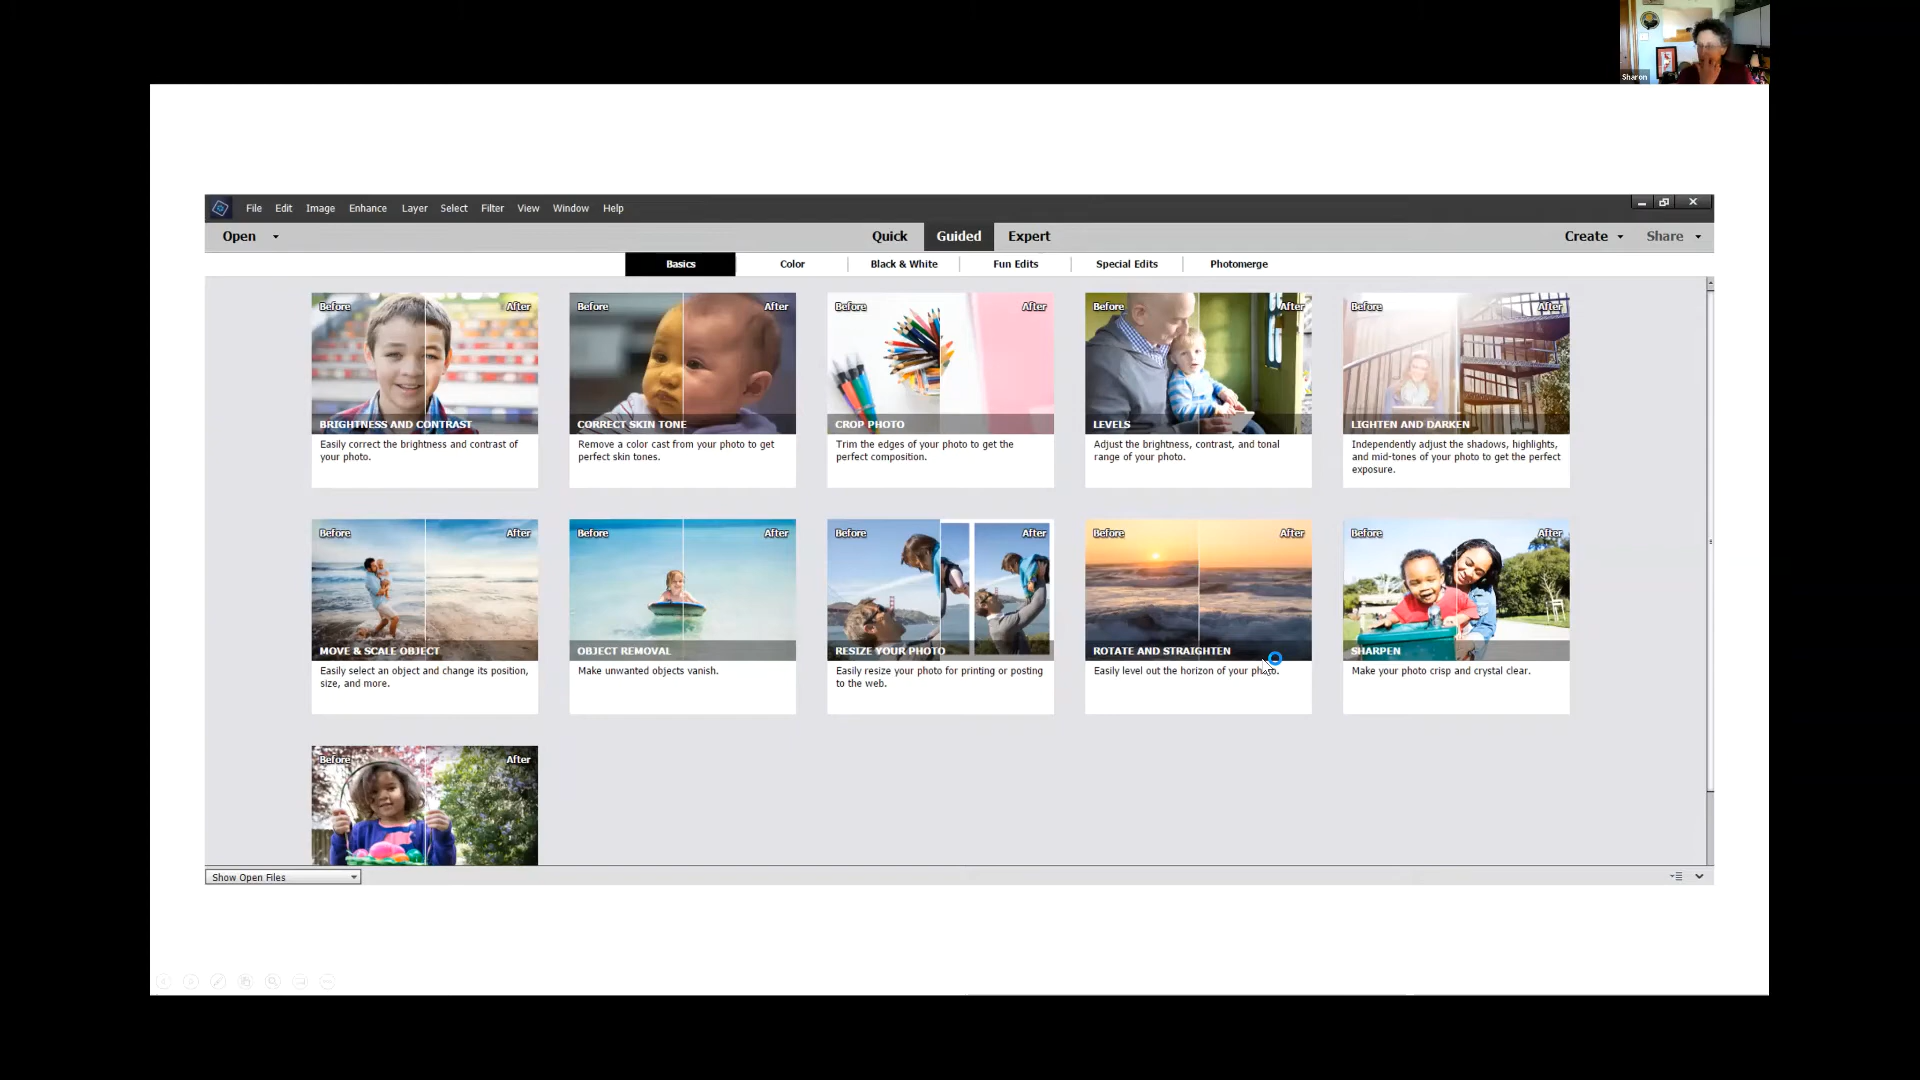 Sharon
File Edit Image Enhance Layer Select Filter View Window Help
Open Quick Guided Expert Create Share
Basics Color Black & White Fun Edits Special Edits Photomerge
Before After
BRIGHTNESS AND CONTRAST
Easily correct the brightness and contrast of
your photo.
Before After
CORRECT SKIN TONE
Remove a color cast from your photo to get
perfect skin tones.
Before After
CROP PHOTO
Trim the edges of your photo to get the
perfect composition.
Before After
LEVELS
Adjust the brightness, contrast, and tonal
range of your photo.
Before After
LIGHTEN AND DARKEN
Independently adjust the shadows, highlights,
and mid-tones of your photo to get the perfect
exposure.
Before After
MOVE & SCALE OBJECT
Easily select an object and change its position,
size, and more.
Before After
OBJECT REMOVAL
Make unwanted objects vanish.
Before After
RESIZE YOUR PHOTO
Easily resize your photo for printing or posting
to the web.
Before After
ROTATE AND STRAIGHTEN
Easily level out the horizon of your photo.
Before After
SHARPEN
Make your photo crisp and crystal clear.
Before After
Show Open Files